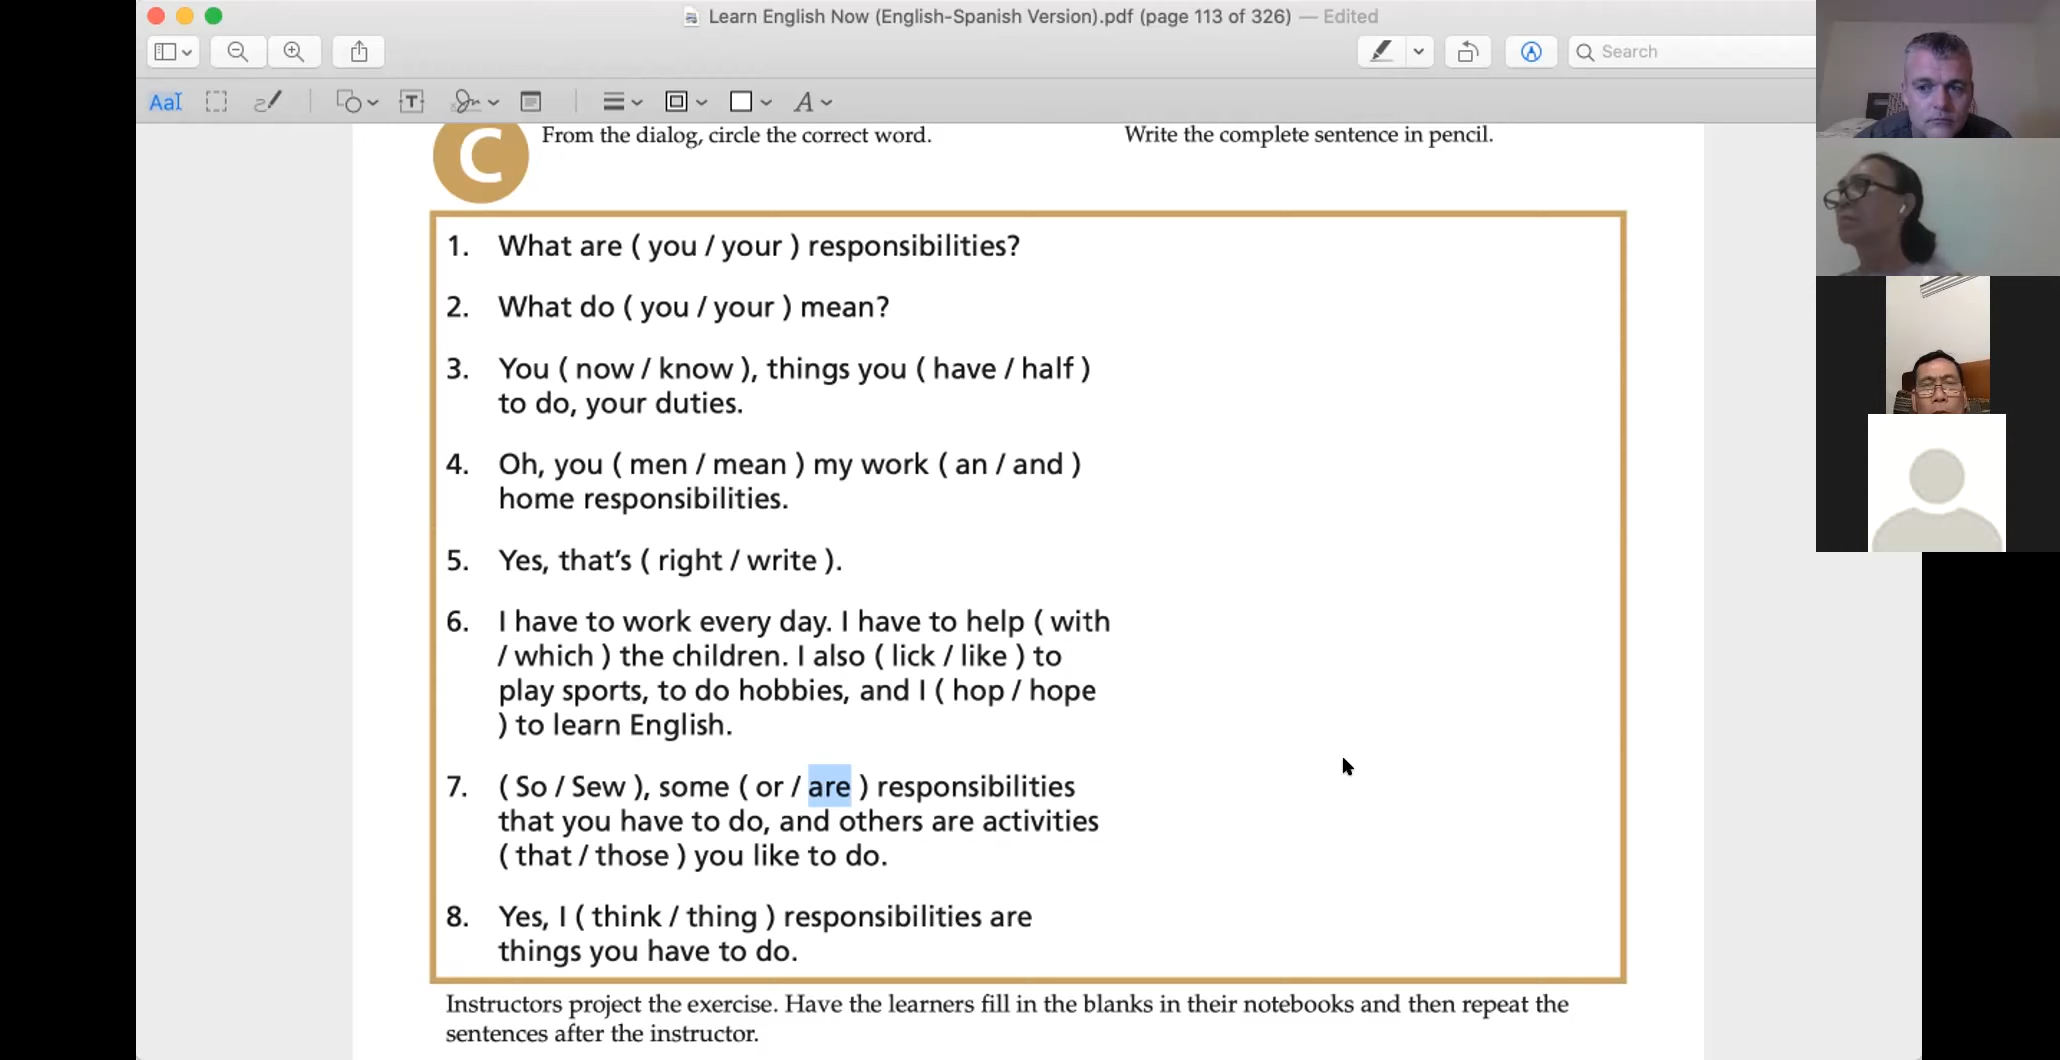 Learn English Now (English-Spanish Version).pdf (page 113 of 326) — Edited
Search
AaI
T
A
C
From the dialog, circle the correct word.
Write the complete sentence in pencil.
1. What are ( you / your ) responsibilities?
2. What do ( you / your ) mean?
3. You ( now / know ), things you ( have / half )
to do, your duties.
4. Oh, you ( men / mean ) my work ( an / and )
home responsibilities.
5. Yes, that’s ( right / write ).
6. I have to work every day. I have to help ( with
/ which ) the children. I also ( lick / like ) to
play sports, to do hobbies, and I ( hop / hope
) to learn English.
7. ( So / Sew ), some ( or / are ) responsibilities
that you have to do, and others are activities
( that / those ) you like to do.
8. Yes, I ( think / thing ) responsibilities are
things you have to do.
Instructors project the exercise. Have the learners fill in the blanks in their notebooks and then repeat the
sentences after the instructor.